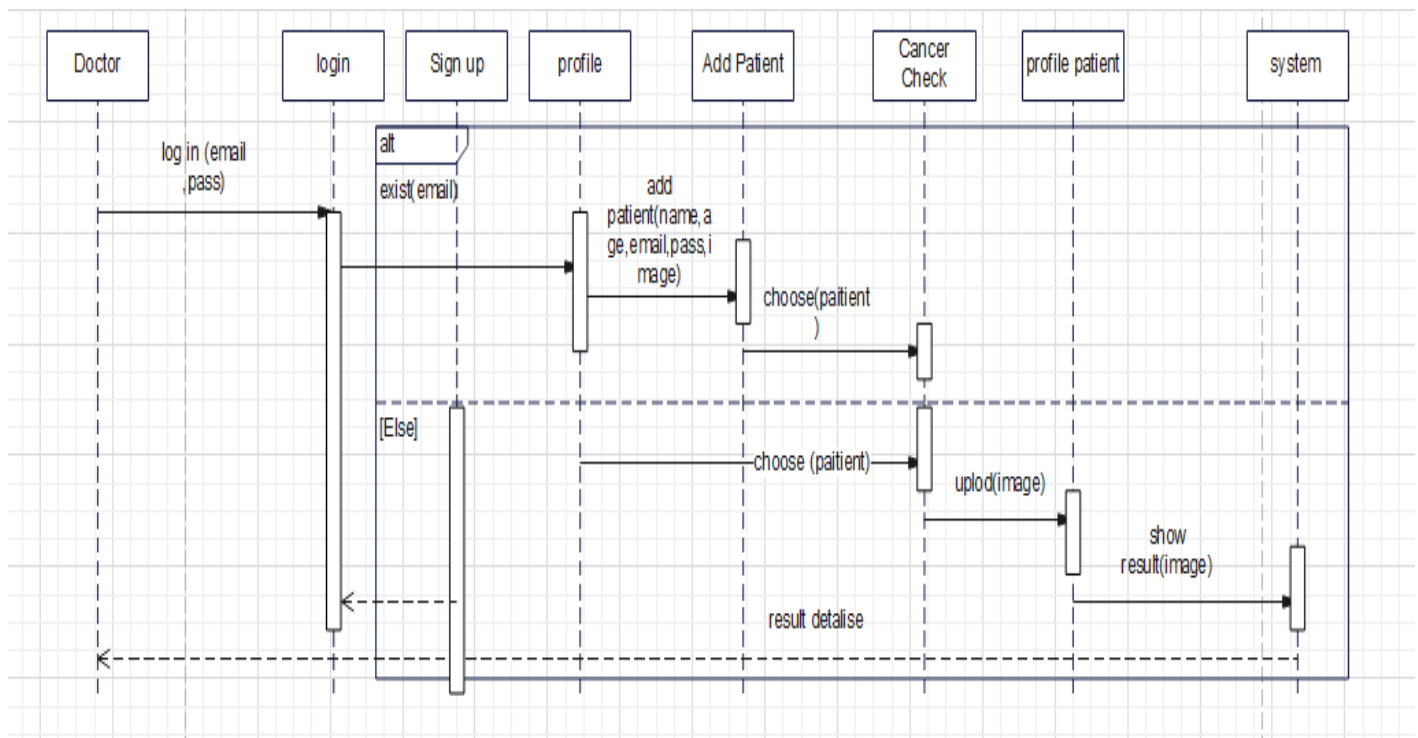 Doctor
login
Sign up
profile
Add Patient
Cancer
Check
profile patient
system
alt
log in (email
,pass)
exist(email)
add
patient(name,a
ge,email,pass,i
mage)
choose(paitient
)
[Else]
choose (paitient)
uplod(image)
show
result(image)
result detalise